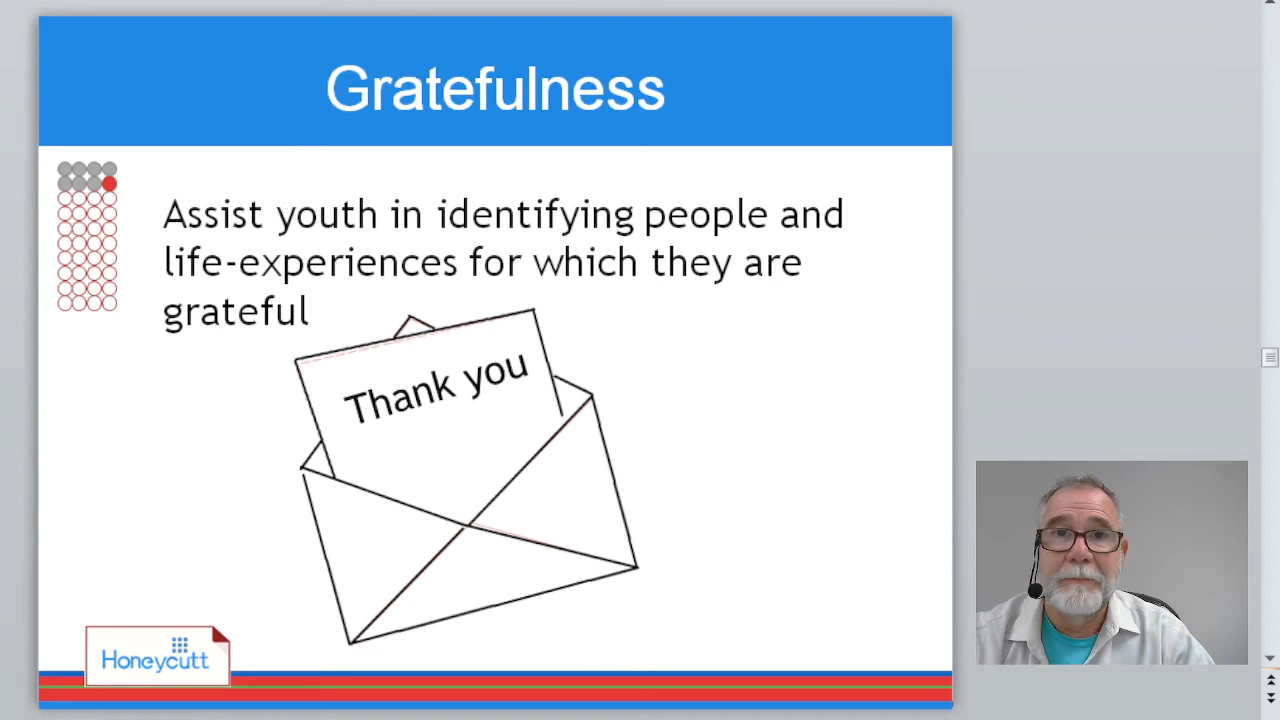 Gratefulness
Assist youth in identifying people and
life-experiences for which they are
grateful
Thank you
Honeycutt